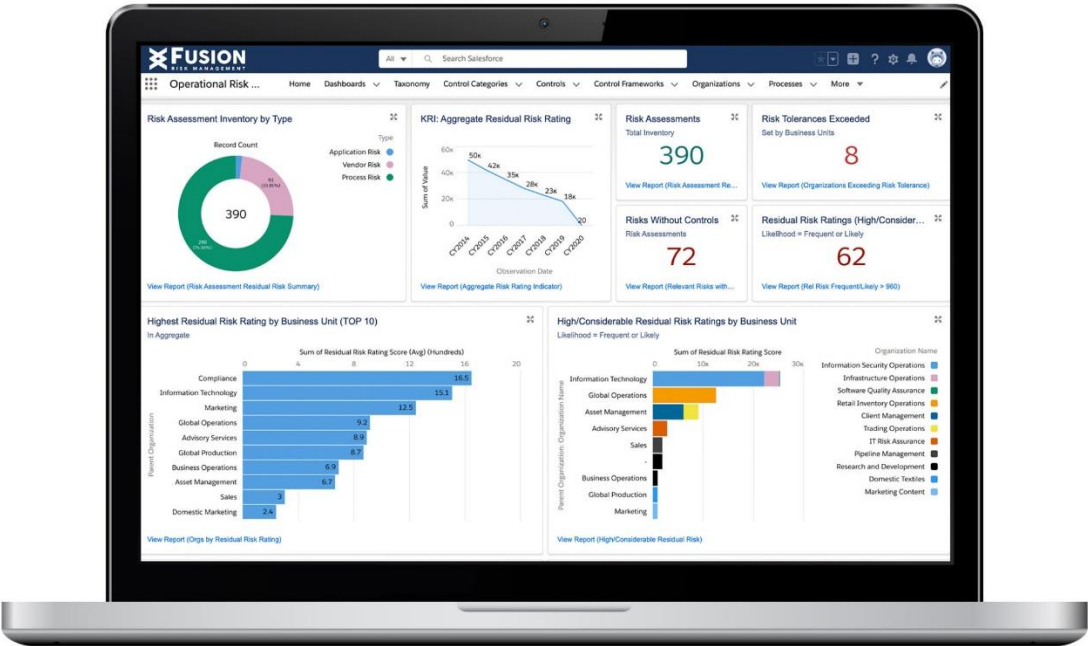 FUSION
RISK MANAGEMENT
All
Search Salesforce
Operational Risk ...
Home
Dashboards
Taxonomy
Control Categories
Controls
Control Frameworks
Organizations
Processes
More
Risk Assessment Inventory by Type
Record Count
Type
Application Risk
Vendor Risk
Process Risk
390
View Report (Risk Assessment Residual Risk Summary)
KRI: Aggregate Residual Risk Rating
Sum of Value
60K
40K
20K
0
50K
42K
35K
28K
23K
18K
20
CY2014
CY2015
CY2016
CY2017
CY2018
CY2019
CY2020
Observation Date
View Report (Aggregate Risk Rating Indicator)
Risk Assessments
Total Inventory
390
View Report (Risk Assessment Re...
Risk Tolerances Exceeded
Set by Business Units
8
View Report (Organizations Exceeding Risk Tolerance)
Risks Without Controls
Risk Assessments
72
View Report (Relevant Risks with...
Residual Risk Ratings (High/Consider...
Likelihood = Frequent or Likely
62
View Report (Rel Risk Frequent/Likely > 960)
Highest Residual Risk Rating by Business Unit (TOP 10)
In Aggregate
Sum of Residual Risk Rating Score (Avg) (Hundreds)
0
4
8
12
16
20
Parent Organization
Compliance
16.5
Information Technology
15.1
Marketing
12.5
Global Operations
9.2
Advisory Services
8.9
Global Production
8.7
Business Operations
6.9
Asset Management
6.7
Sales
3
Domestic Marketing
2.4
View Report (Orgs by Residual Risk Rating)
High/Considerable Residual Risk Ratings by Business Unit
Likelihood = Frequent or Likely
Sum of Residual Risk Rating Score
0
10K
20K
30K
Parent Organization: Organization Name
Information Technology
Global Operations
Asset Management
Advisory Services
Sales
-
Business Operations
Global Production
Marketing
Organization Name
Information Security Operations
Infrastructure Operations
Software Quality Assurance
Retail Inventory Operations
Client Management
Trading Operations
IT Risk Assurance
Pipeline Management
Research and Development
Domestic Textiles
Marketing Content
View Report (High/Considerable Residual Risk)